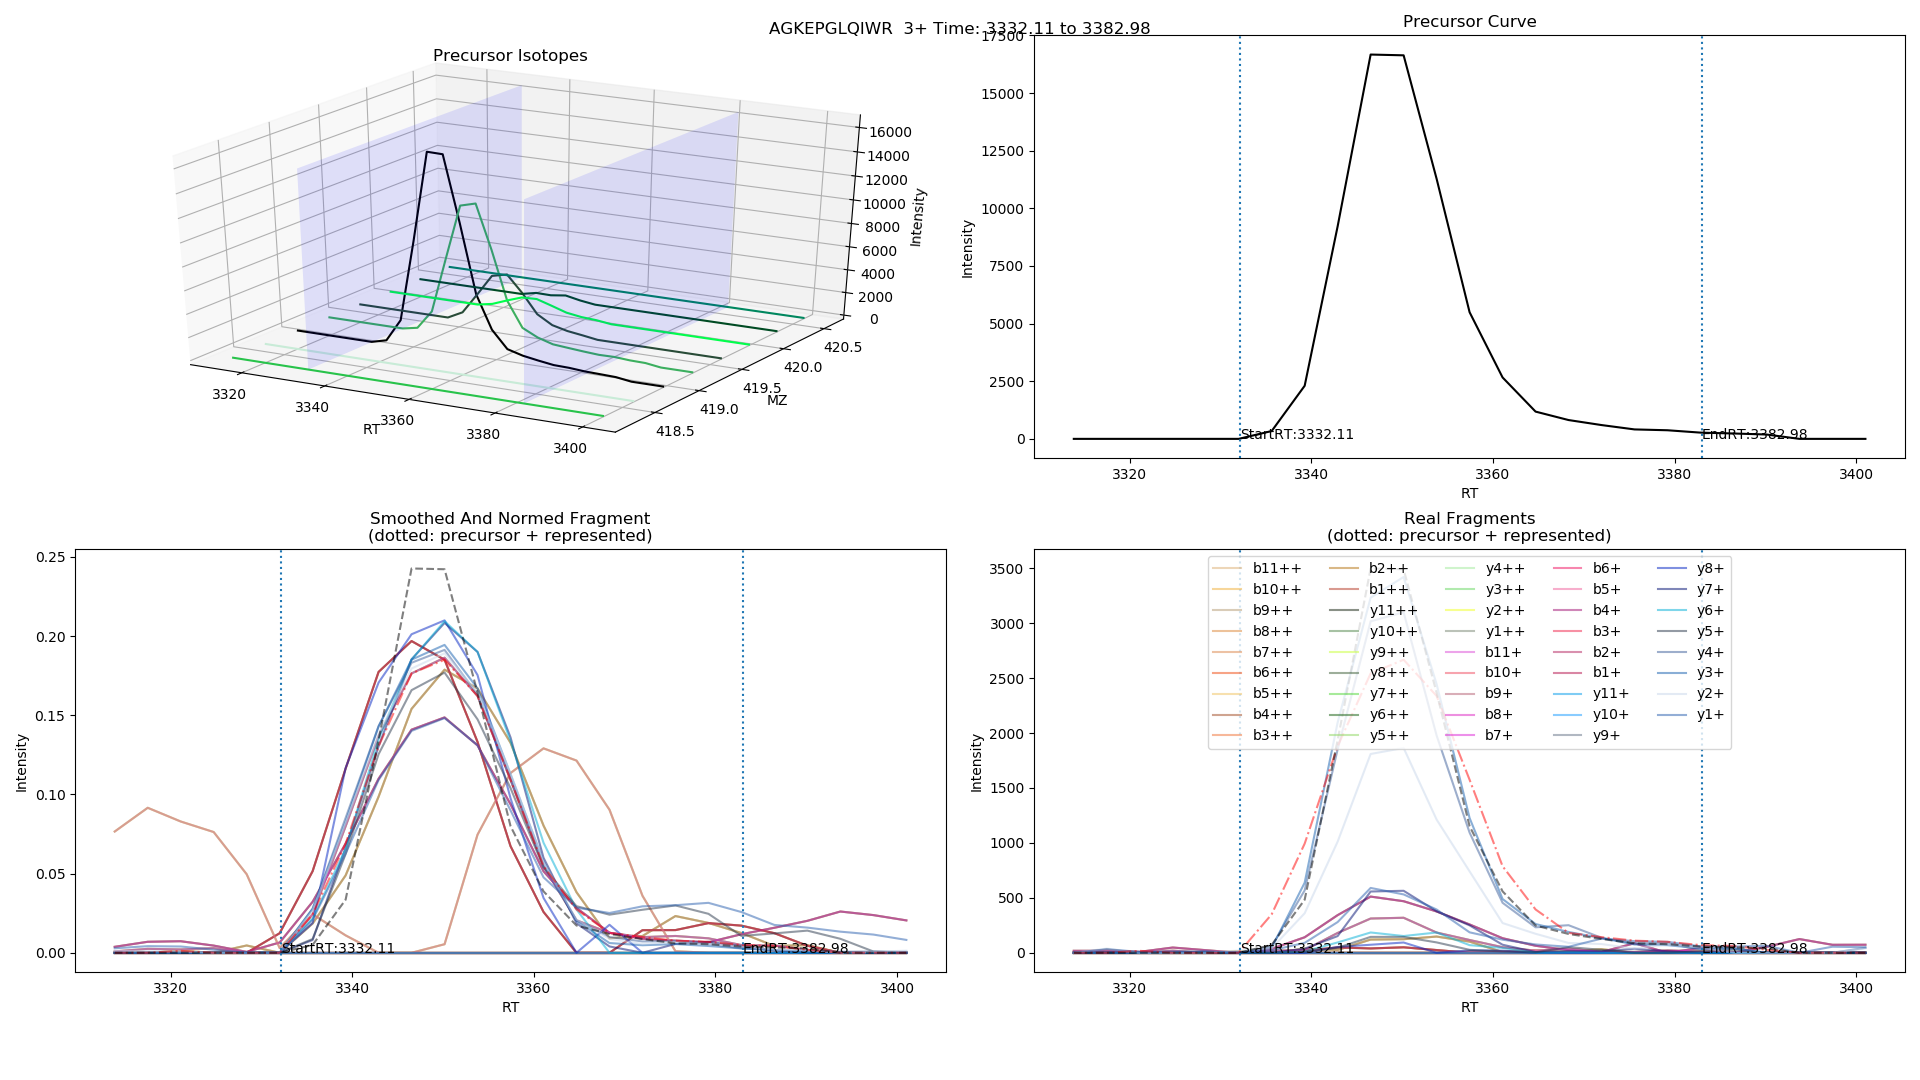 AGKEPGLQIWR  3+ Time: 3332.11 to 3382.98
Precursor Isotopes
16000
14000
12000
10000
8000
6000
4000
2000
0
Intensity
420.5
420.0
419.5
419.0
418.5
MZ
3320
3340
3360
3380
3400
RT
Precursor Curve
17500
15000
12500
10000
7500
5000
2500
0
Intensity
StartRT:3332.11
EndRT:3382.98
3320 3340 3360 3380 3400
RT
Smoothed And Normed Fragment
(dotted: precursor + represented)
0.25
0.20
0.15
0.10
0.05
0.00
Intensity
StartRT:3332.11
EndRT:3382.98
3320 3340 3360 3380 3400
RT
Real Fragments
(dotted: precursor + represented)
3500
3000
2500
2000
1500
1000
500
0
Intensity
b11++ b2++ y4++ b6+ y8+
b10++ b1++ y3++ b5+ y7+
b9++ y11++ y2++ b4+ y6+
b8++ y10++ y1++ b3+ y5+
b7++ y9++ b11+ b2+ y4+
b6++ y8++ b10+ b1+ y3+
b5++ y7++ b9+ y11+ y2+
b4++ y6++ b8+ y10+ y1+
b3++ y5++ b7+ y9+
StartRT:3332.11
EndRT:3382.98
3320 3340 3360 3380 3400
RT